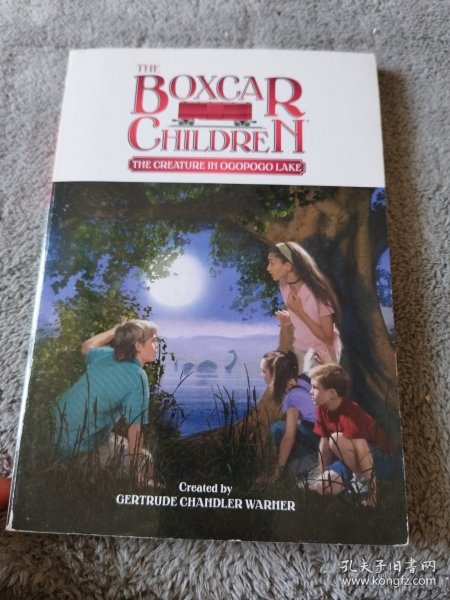 THE
BOXCAR
CHILDREN
THE CREATURE IN OGOPOGO LAKE
Created by
GERTRUDE CHANDLER WARNER
孔夫子旧书网
www.kongfz.com